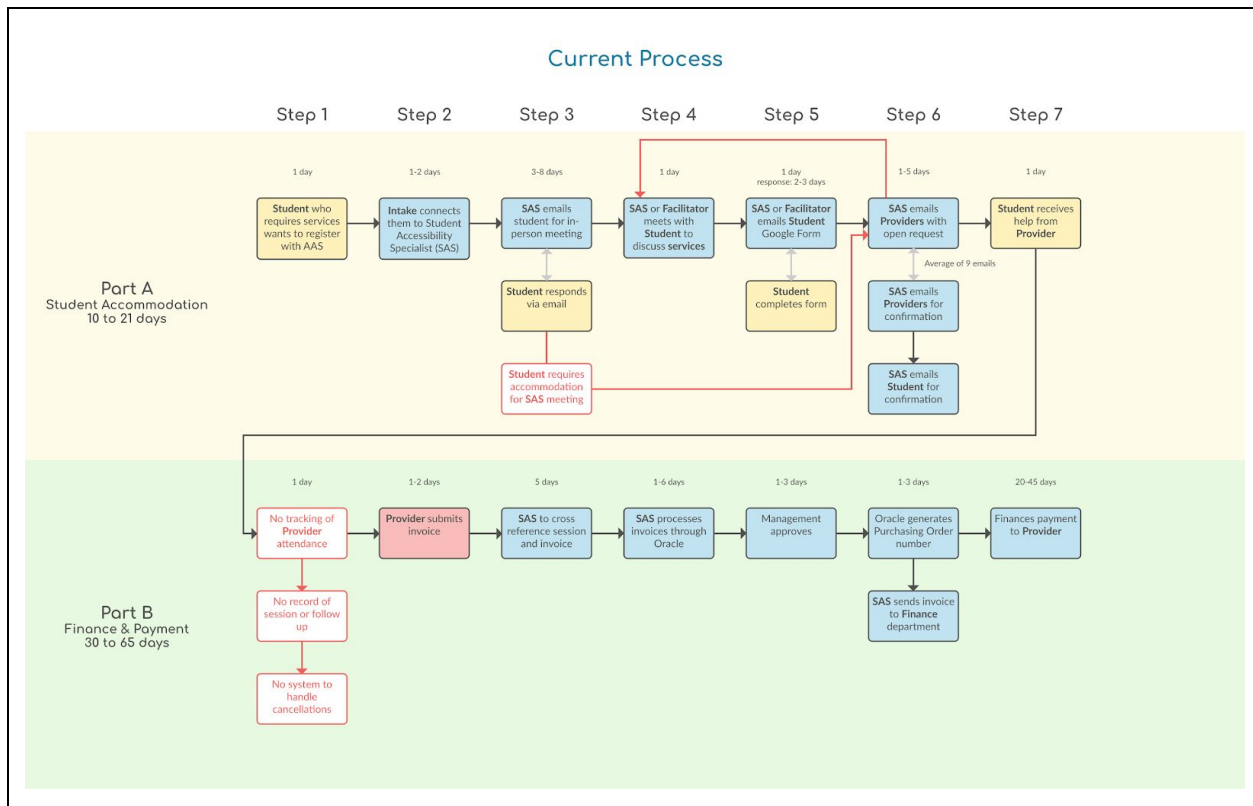 Current Process
Step 1
Step 2
Step 3
Step 4
Step 5
Step 6
Step 7
Part A
Student Accommodation
10 to 21 days
1 day
Student who
requires services
wants to register
with AAS
1-2 days
Intake connects
them to Student
Accessibility
Specialist (SAS)
3-8 days
SAS emails
student for in-
person meeting
Student responds
via email
Student requires
accommodation
for SAS meeting
1 day
SAS or Facilitator
meets with
Student to
discuss services
1 day
response: 2-3 days
SAS or Facilitator
emails Student
Google Form
Student
completes form
1-5 days
SAS emails
Providers with
open request
Average of 9 emails
SAS emails
Providers for
confirmation
SAS emails
Student for
confirmation
1 day
Student receives
help from
Provider
Part B
Finance & Payment
30 to 65 days
1 day
No tracking of
Provider
attendance
No record of
session or follow
up
No system to
handle
cancellations
1-2 days
Provider submits
invoice
5 days
SAS to cross
reference session
and invoice
1-6 days
SAS processes
invoices through
Oracle
1-3 days
Management
approves
1-3 days
Oracle generates
Purchasing Order
number
SAS sends invoice
to Finance
department
20-45 days
Finances payment
to Provider